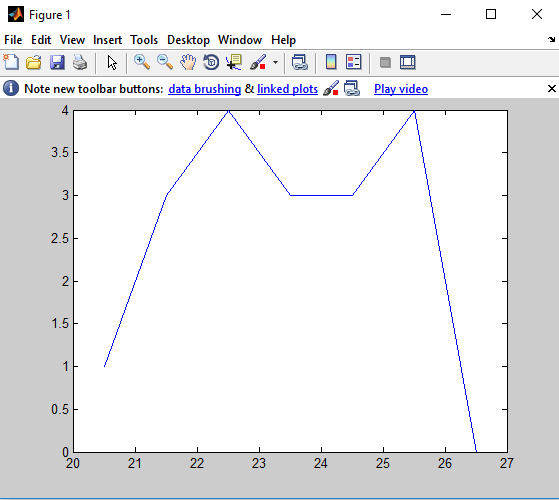 Figure 1
File Edit View Insert Tools Desktop Window Help
Note new toolbar buttons: data brushing & linked plots Play video
4
3.5
3
2.5
2
1.5
1
0.5
0
20 21 22 23 24 25 26 27